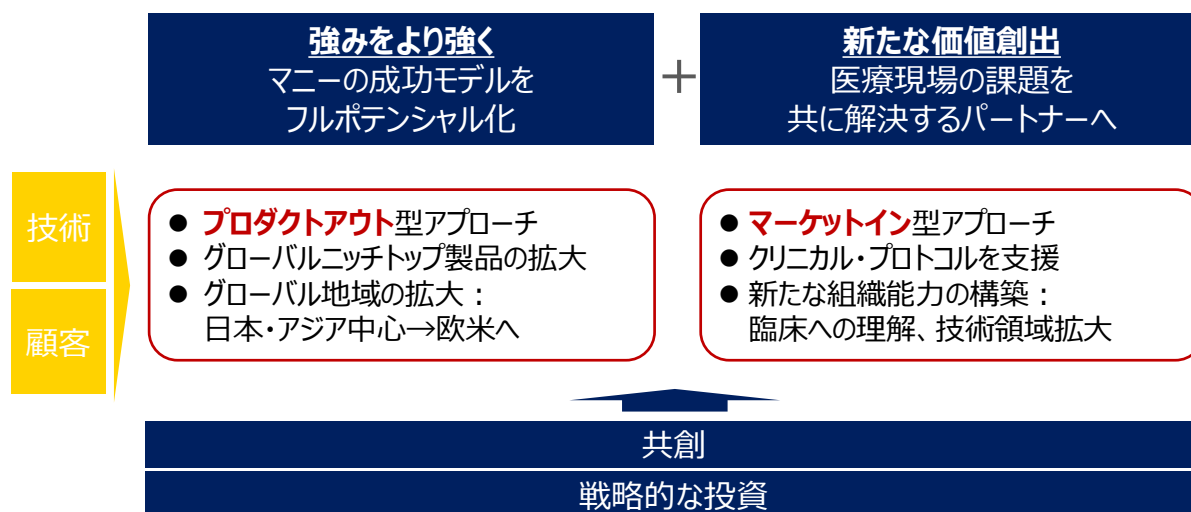 強みをより強く
マニーの成功モデルを
フルポテンシャル化
＋
新たな価値創出
医療現場の課題を
共に解決するパートナーへ
技術
顧客
● プロダクトアウト型アプローチ
● グローバルニッチトップ製品の拡大
● グローバル地域の拡大：
日本・アジア中心→欧米へ
● マーケットイン型アプローチ
● クリニカル・プロトコルを支援
● 新たな組織能力の構築：
臨床への理解、技術領域拡大
共創
戦略的な投資